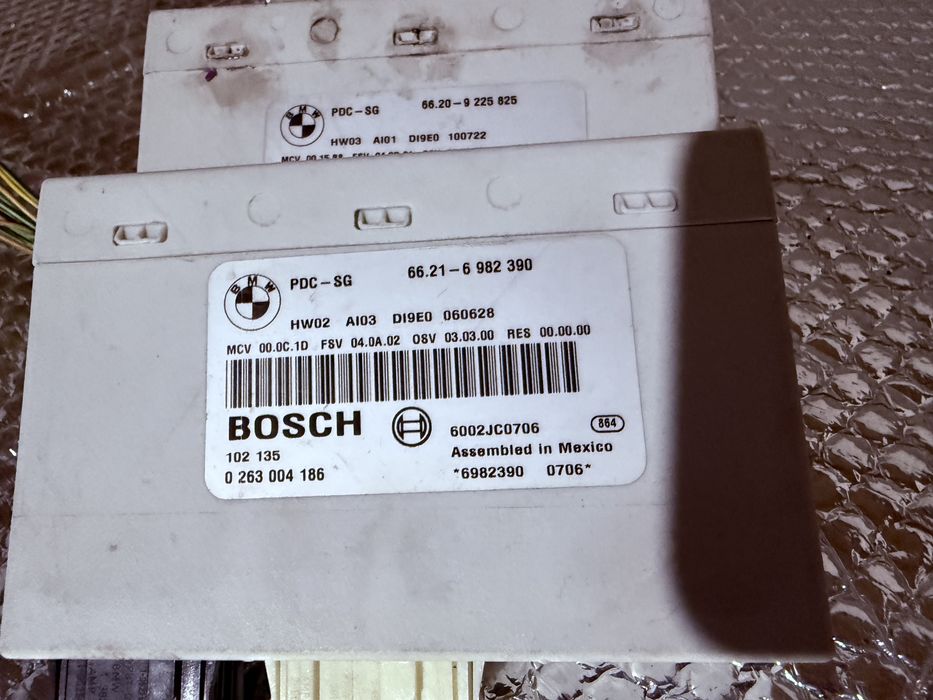 BMW
PDC-SG 66.20-9 225 825
HW03 AI01 DI9E0 100722
BMW
PDC-SG 66.21-6 982 390
HW02 AI03 DI9E0 060628
MCV 00.0C.1D FSV 04.0A.02 OSV 03.03.00 RES 00.00.00
BOSCH 6002JC0706 864
102 135 Assembled in Mexico
0 263 004 186 *6982390 0706*